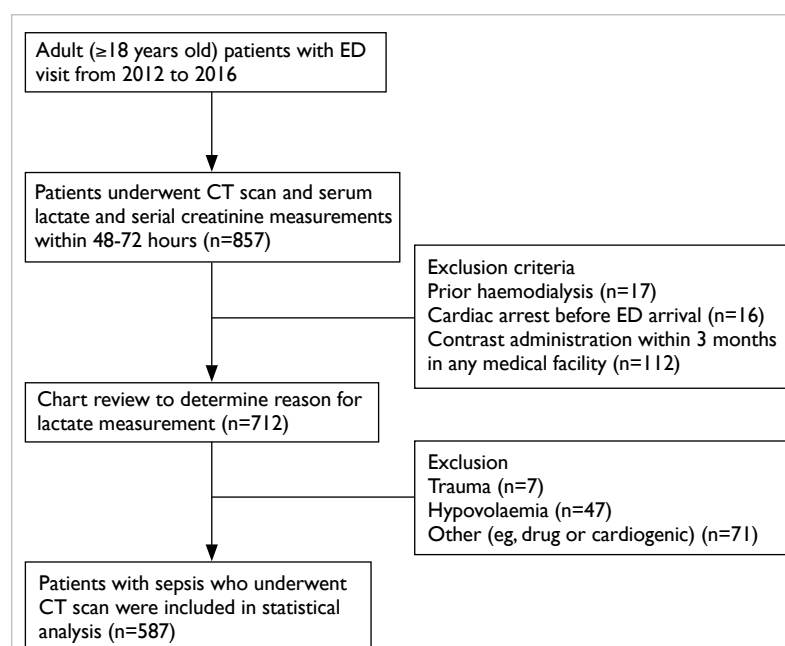 Adult (≥18 years old) patients with ED
visit from 2012 to 2016
Patients underwent CT scan and serum
lactate and serial creatinine measurements
within 48-72 hours (n=857)
Exclusion criteria
Prior haemodialysis (n=17)
Cardiac arrest before ED arrival (n=16)
Contrast administration within 3 months
in any medical facility (n=112)
Chart review to determine reason for
lactate measurement (n=712)
Exclusion
Trauma (n=7)
Hypovolaemia (n=47)
Other (eg, drug or cardiogenic) (n=71)
Patients with sepsis who underwent
CT scan were included in statistical
analysis (n=587)